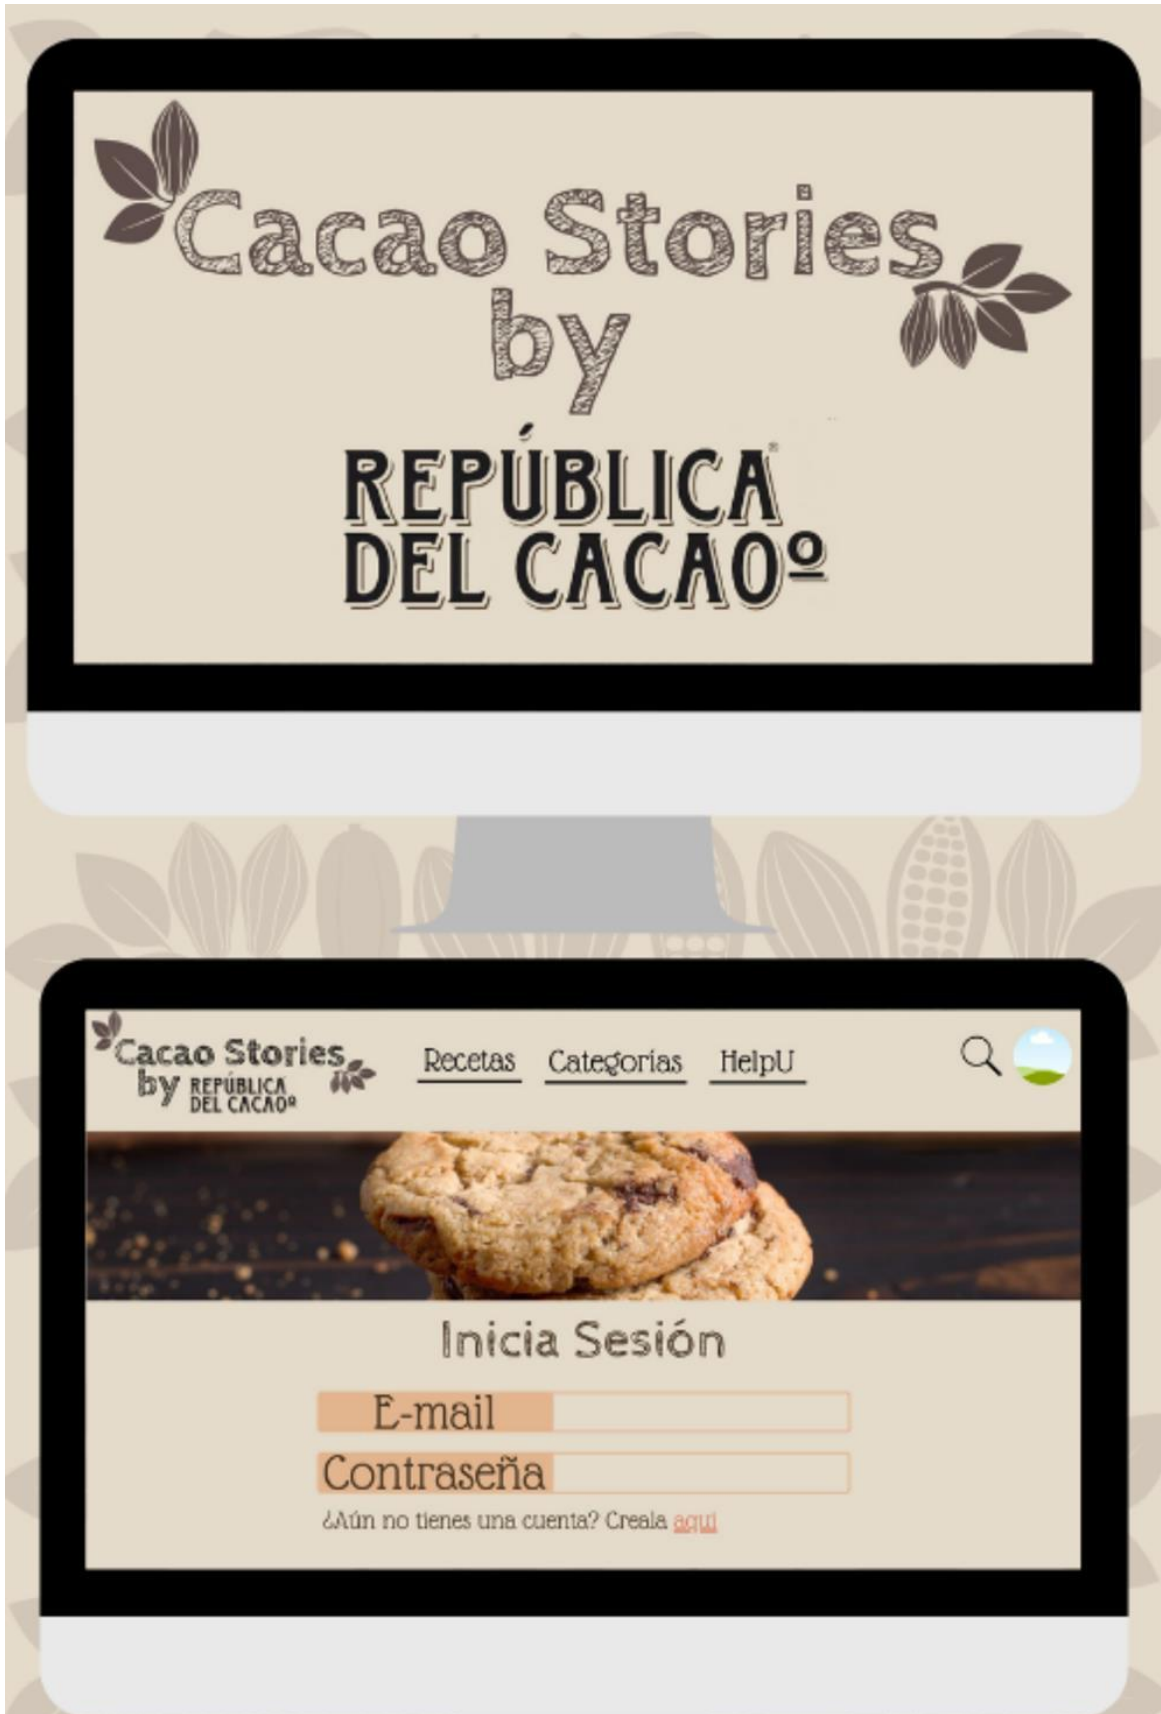 Cacao Stories
by
REPÚBLICA®
DEL CACAOº
Cacao Stories
by REPÚBLICA
DEL CACAOº
Recetas Categorías HelpU
Inicia Sesión
E-mail
Contraseña
¿Aún no tienes una cuenta? Creala aquí